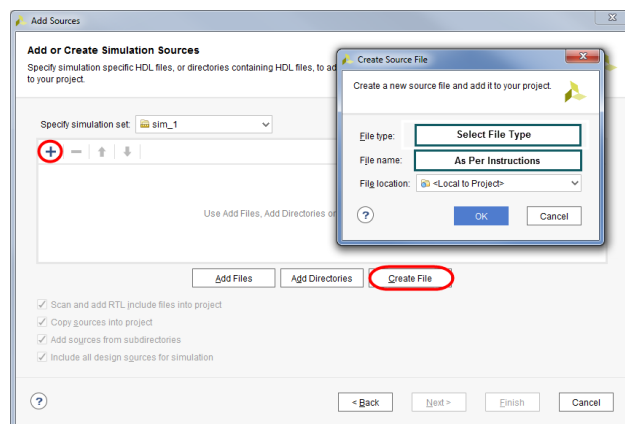 Add Sources
Add or Create Simulation Sources
Specify simulation specific HDL files, or directories containing HDL files, to ad
to your project.
Specify simulation set: sim_1
Use Add Files, Add Directories or
Add Files
Add Directories
Create File
Scan and add RTL include files into project
Copy sources into project
Add sources from subdirectories
Include all design sources for simulation
?
< Back
Next >
Finish
Cancel
Create Source File
Create a new source file and add it to your project.
File type: Select File Type
File name: As Per Instructions
File location: <Local to Project>
?
OK
Cancel